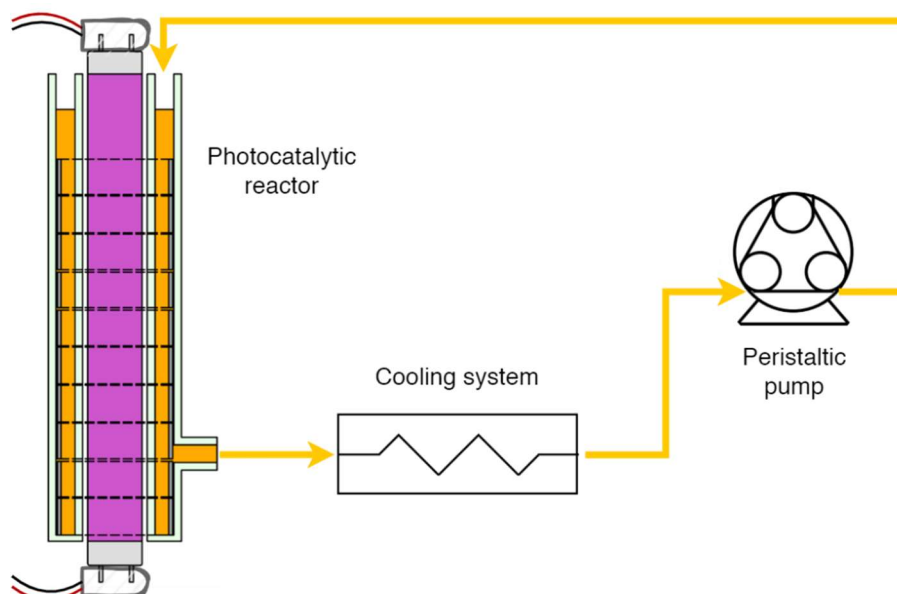 Photocatalytic
reactor
Cooling system
Peristaltic
pump